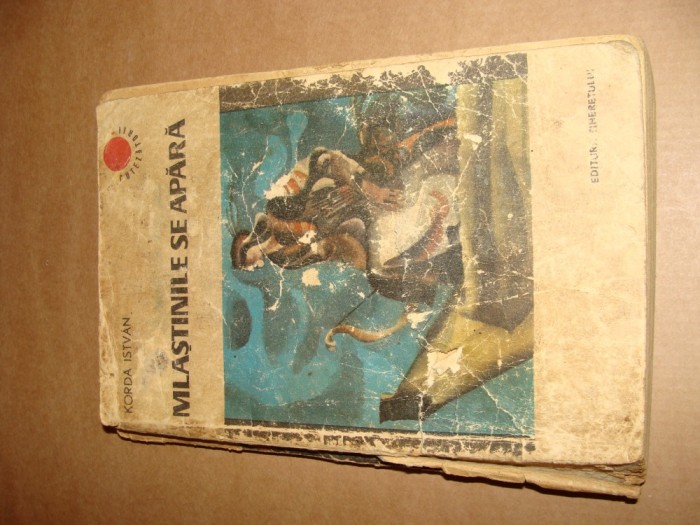 KORDA ISTVAN
MLAȘTINILE SE APĂRĂ
EDITURA TINERETULUI